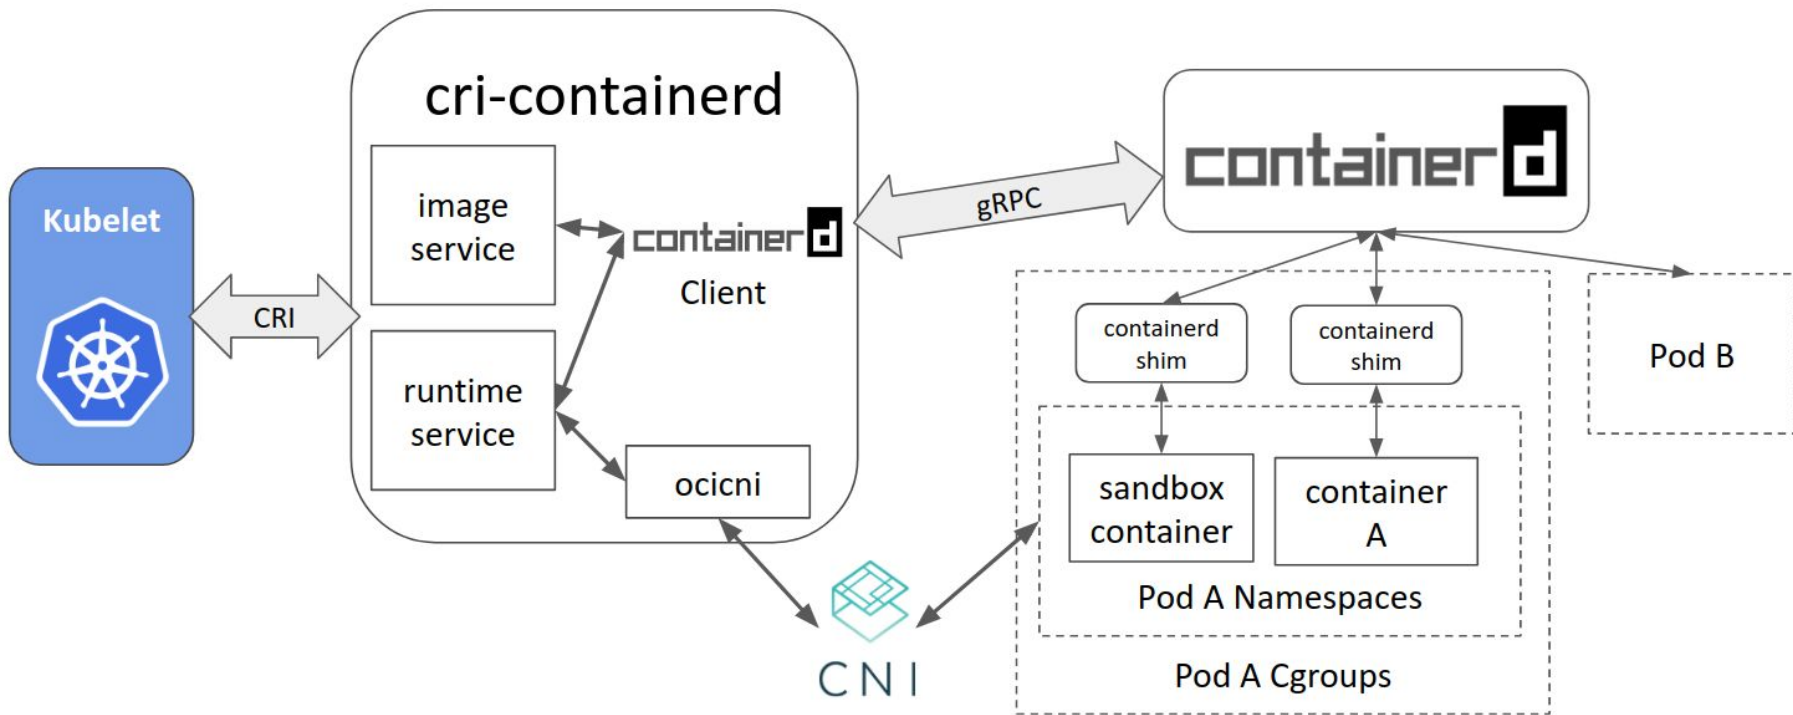 cri-containerd
Kubelet
CRI
image
service
runtime
service
containerd
Client
ocicni
gRPC
containerd
CNI
containerd
shim
containerd
shim
sandbox
container
container
A
Pod A Namespaces
Pod A Cgroups
Pod B